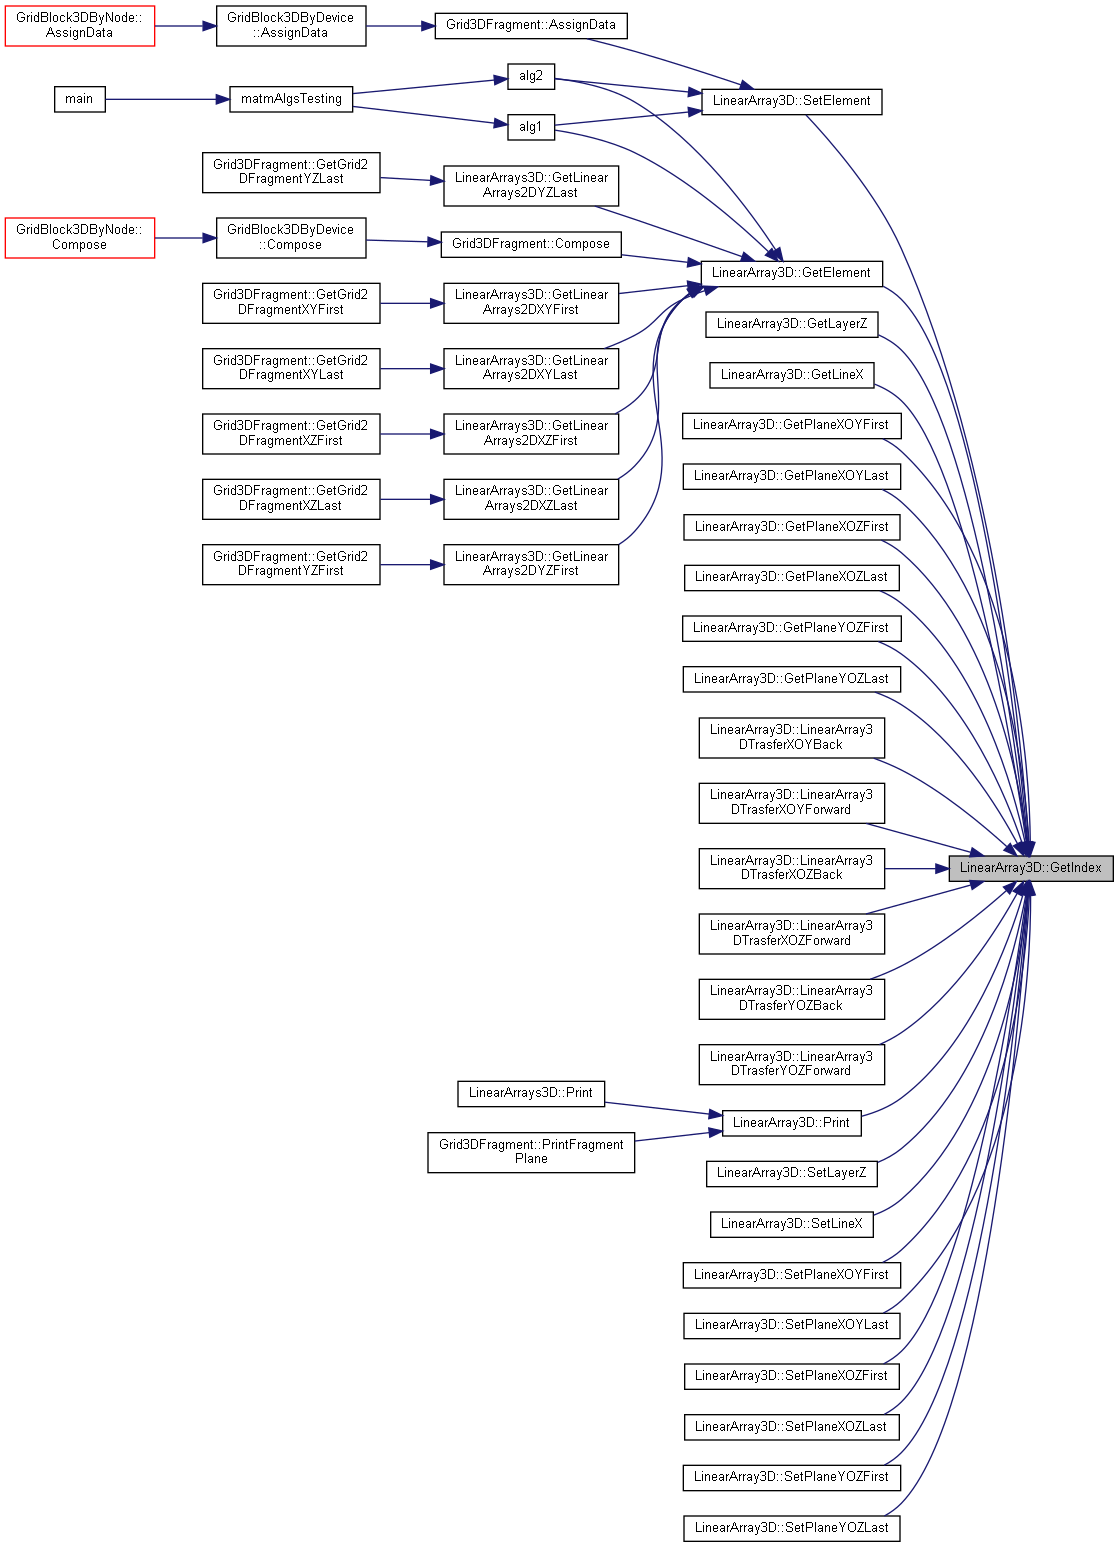 GridBlock3DByNode::
AssignData
GridBlock3DByDevice
::AssignData
Grid3DFragment::AssignData
main
matmAlgsTesting
alg2
alg1
LinearArray3D::SetElement
Grid3DFragment::GetGrid2
DFragmentYZLast
LinearArrays3D::GetLinear
Arrays2DYZLast
GridBlock3DByNode::
Compose
GridBlock3DByDevice
::Compose
Grid3DFragment::Compose
LinearArray3D::GetElement
Grid3DFragment::GetGrid2
DFragmentXYFirst
LinearArrays3D::GetLinear
Arrays2DXYFirst
Grid3DFragment::GetGrid2
DFragmentXYLast
LinearArrays3D::GetLinear
Arrays2DXYLast
Grid3DFragment::GetGrid2
DFragmentXZFirst
LinearArrays3D::GetLinear
Arrays2DXZFirst
Grid3DFragment::GetGrid2
DFragmentXZLast
LinearArrays3D::GetLinear
Arrays2DXZLast
Grid3DFragment::GetGrid2
DFragmentYZFirst
LinearArrays3D::GetLinear
Arrays2DYZFirst
LinearArray3D::GetLayerZ
LinearArray3D::GetLineX
LinearArray3D::GetPlaneXOYFirst
LinearArray3D::GetPlaneXOYLast
LinearArray3D::GetPlaneXOZFirst
LinearArray3D::GetPlaneXOZLast
LinearArray3D::GetPlaneYOZFirst
LinearArray3D::GetPlaneYOZLast
LinearArray3D::LinearArray3
DTrasferXOYBack
LinearArray3D::LinearArray3
DTrasferXOYForward
LinearArray3D::LinearArray3
DTrasferXOZBack
LinearArray3D::GetIndex
LinearArray3D::LinearArray3
DTrasferXOZForward
LinearArray3D::LinearArray3
DTrasferYOZBack
LinearArray3D::LinearArray3
DTrasferYOZForward
LinearArrays3D::Print
Grid3DFragment::PrintFragment
Plane
LinearArray3D::Print
LinearArray3D::SetLayerZ
LinearArray3D::SetLineX
LinearArray3D::SetPlaneXOYFirst
LinearArray3D::SetPlaneXOYLast
LinearArray3D::SetPlaneXOZFirst
LinearArray3D::SetPlaneXOZLast
LinearArray3D::SetPlaneYOZFirst
LinearArray3D::SetPlaneYOZLast